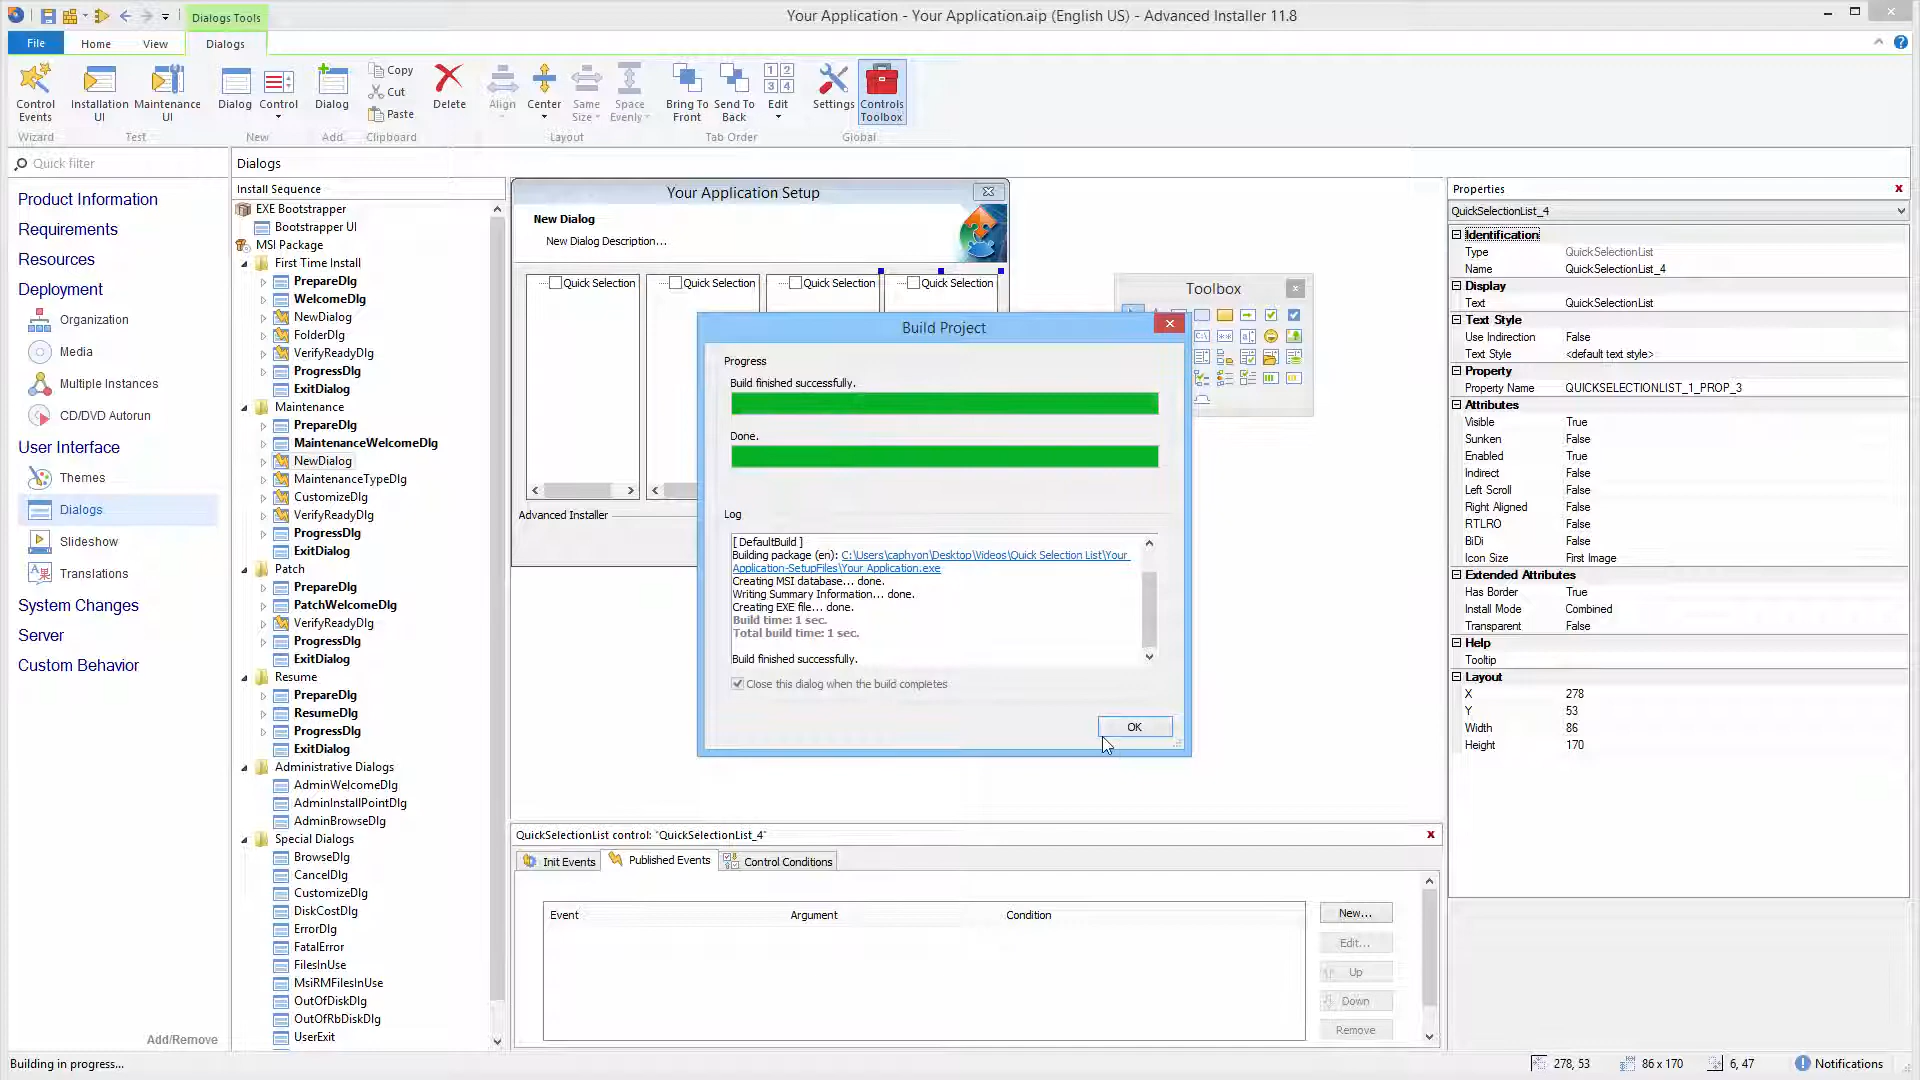 Dialogs Tools
Your Application - Your Application.aip (English US) - Advanced Installer 11.8
File
Home
View
Dialogs
Control Events
Installation UI
Maintenance UI
Dialog
Control
Dialog
Copy
Cut
Paste
Delete
Align
Center
Same Size
Space Evenly
Bring To Front
Send To Back
Edit
Settings
Controls Toolbox
Wizard
Test
New
Add
Clipboard
Layout
Tab Order
Global
Quick filter
Product Information
Requirements
Resources
Deployment
Organization
Media
Multiple Instances
CD/DVD Autorun
User Interface
Themes
Dialogs
Slideshow
Translations
System Changes
Server
Custom Behavior
Add/Remove
Dialogs
Install Sequence
EXE Bootstrapper
Bootstrapper UI
MSI Package
First Time Install
PrepareDlg
WelcomeDlg
NewDialog
FolderDlg
VerifyReadyDlg
ProgressDlg
ExitDialog
Maintenance
PrepareDlg
MaintenanceWelcomeDlg
NewDialog
MaintenanceTypeDlg
CustomizeDlg
VerifyReadyDlg
ProgressDlg
ExitDialog
Patch
PrepareDlg
PatchWelcomeDlg
VerifyReadyDlg
ProgressDlg
ExitDialog
Resume
PrepareDlg
ResumeDlg
ProgressDlg
ExitDialog
Administrative Dialogs
AdminWelcomeDlg
AdminInstallPointDlg
AdminBrowseDlg
Special Dialogs
BrowseDlg
CancelDlg
CustomizeDlg
DiskCostDlg
ErrorDlg
FatalError
FilesInUse
MsiRMFilesInUse
OutOfDiskDlg
OutOfRbDiskDlg
UserExit
Your Application Setup
New Dialog
New Dialog Description...
Quick Selection
Quick Selection
Quick Selection
Quick Selection
Advanced Installer
Toolbox
Build Project
Progress
Build finished successfully.
Done.
Log
[ DefaultBuild ]
Building package (en): C:\Users\caphyon\Desktop\Videos\Quick Selection List\Your
Application-SetupFiles\Your Application.exe
Creating MSI database... done.
Writing Summary Information... done.
Creating EXE file... done.
Build time: 1 sec.
Total build time: 1 sec.
Build finished successfully.
Close this dialog when the build completes
OK
QuickSelectionList control: "QuickSelectionList_4"
Init Events
Published Events
Control Conditions
Event Argument Condition
New...
Edit...
Up
Down
Remove
Properties
QuickSelectionList_4
Identification
Type QuickSelectionList
Name QuickSelectionList_4
Display
Text QuickSelectionList
Text Style
Use Indirection False
Text Style <default text style>
Property
Property Name QUICKSELECTIONLIST_1_PROP_3
Attributes
Visible True
Sunken False
Enabled True
Indirect False
Left Scroll False
Right Aligned False
RTLRO False
BiDi False
Icon Size First Image
Extended Attributes
Has Border True
Install Mode Combined
Transparent False
Help
Tooltip
Layout
X 278
Y 53
Width 86
Height 170
Building in progress...
278, 53
86 x 170
6, 47
Notifications